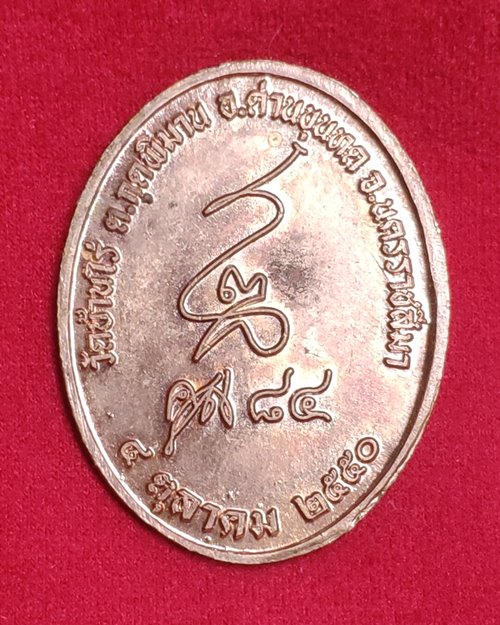 วัดบ้านไร่ ต.กุดพิมาน อ.ด่านขุนทด จ.นครราชสีมา
๘๔
๔ ตุลาคม ๒๕๕๐